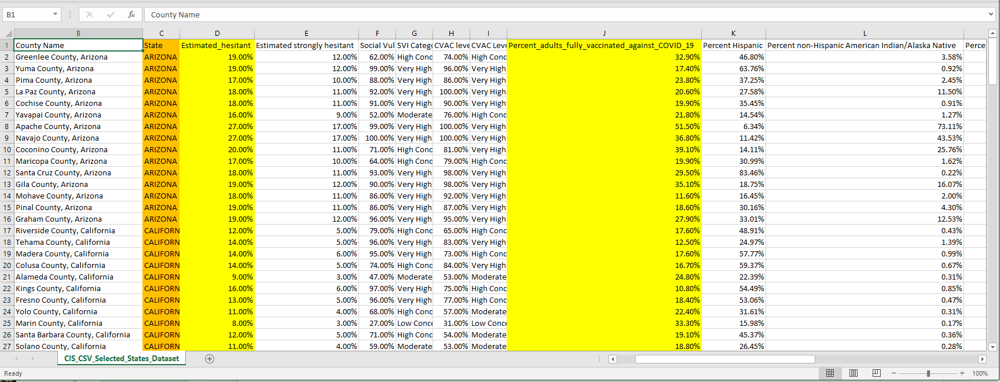 B1 fx County Name
B C D E F G H I J K L
1 County Name State Estimated_hesitant Estimated strongly hesitant Social Vul SVI Catego CVAC leve CVAC Leve Percent_adults_fully_vaccinated_against_COVID_19 Percent Hispanic Percent non-Hispanic American Indian/Alaska Native Perce
2 Greenlee County, Arizona ARIZONA 19.00% 12.00% 62.00% High Conc 74.00% High Conc 32.90% 46.80% 3.58%
3 Yuma County, Arizona ARIZONA 19.00% 12.00% 99.00% Very High 96.00% Very High 17.40% 63.76% 0.92%
4 Pima County, Arizona ARIZONA 17.00% 10.00% 88.00% Very High 86.00% Very High 23.80% 37.25% 2.45%
5 La Paz County, Arizona ARIZONA 18.00% 11.00% 92.00% Very High 100.00% Very High 20.60% 27.58% 11.50%
6 Cochise County, Arizona ARIZONA 18.00% 11.00% 91.00% Very High 90.00% Very High 19.90% 35.45% 0.91%
7 Yavapai County, Arizona ARIZONA 16.00% 9.00% 52.00% Moderate 76.00% High Conc 21.80% 14.54% 1.27%
8 Apache County, Arizona ARIZONA 27.00% 17.00% 99.00% Very High 100.00% Very High 51.50% 6.34% 73.11%
9 Navajo County, Arizona ARIZONA 27.00% 17.00% 100.00% Very High 100.00% Very High 36.80% 11.42% 43.53%
10 Coconino County, Arizona ARIZONA 20.00% 11.00% 71.00% High Conc 81.00% Very High 39.10% 14.11% 25.76%
11 Maricopa County, Arizona ARIZONA 17.00% 10.00% 64.00% High Conc 79.00% High Conc 19.90% 30.99% 1.62%
12 Santa Cruz County, Arizona ARIZONA 18.00% 11.00% 93.00% Very High 98.00% Very High 29.50% 83.46% 0.22%
13 Gila County, Arizona ARIZONA 19.00% 12.00% 90.00% Very High 98.00% Very High 35.10% 18.75% 16.07%
14 Mohave County, Arizona ARIZONA 18.00% 11.00% 86.00% Very High 92.00% Very High 11.60% 16.45% 2.00%
15 Pinal County, Arizona ARIZONA 19.00% 11.00% 86.00% Very High 87.00% Very High 18.60% 30.16% 4.30%
16 Graham County, Arizona ARIZONA 19.00% 12.00% 96.00% Very High 95.00% Very High 27.90% 33.01% 12.53%
17 Riverside County, California CALIFORN 12.00% 5.00% 79.00% High Conc 65.00% High Conc 17.60% 48.91% 0.43%
18 Tehama County, California CALIFORN 14.00% 5.00% 96.00% Very High 83.00% Very High 12.50% 24.97% 1.39%
19 Madera County, California CALIFORN 14.00% 6.00% 95.00% Very High 73.00% High Conc 17.60% 57.77% 0.99%
20 Colusa County, California CALIFORN 14.00% 5.00% 74.00% High Conc 84.00% Very High 16.70% 59.37% 0.67%
21 Alameda County, California CALIFORN 9.00% 3.00% 47.00% Moderate 53.00% Moderate 24.80% 22.39% 0.31%
22 Kings County, California CALIFORN 16.00% 6.00% 97.00% Very High 75.00% High Conc 10.80% 54.49% 0.85%
23 Fresno County, California CALIFORN 13.00% 5.00% 96.00% Very High 77.00% High Conc 18.40% 53.06% 0.47%
24 Yolo County, California CALIFORN 11.00% 4.00% 68.00% High Conc 57.00% Moderate 22.40% 31.61% 0.31%
25 Marin County, California CALIFORN 8.00% 3.00% 27.00% Low Conce 31.00% Low Conce 33.30% 15.98% 0.17%
26 Santa Barbara County, California CALIFORN 12.00% 5.00% 71.00% High Conc 54.00% Moderate 19.10% 45.37% 0.36%
27 Solano County, California CALIFORN 11.00% 4.00% 59.00% Moderate 53.00% Moderate 18.80% 26.45% 0.28%
CIS_CSV_Selected_States_Dataset
Ready 100%